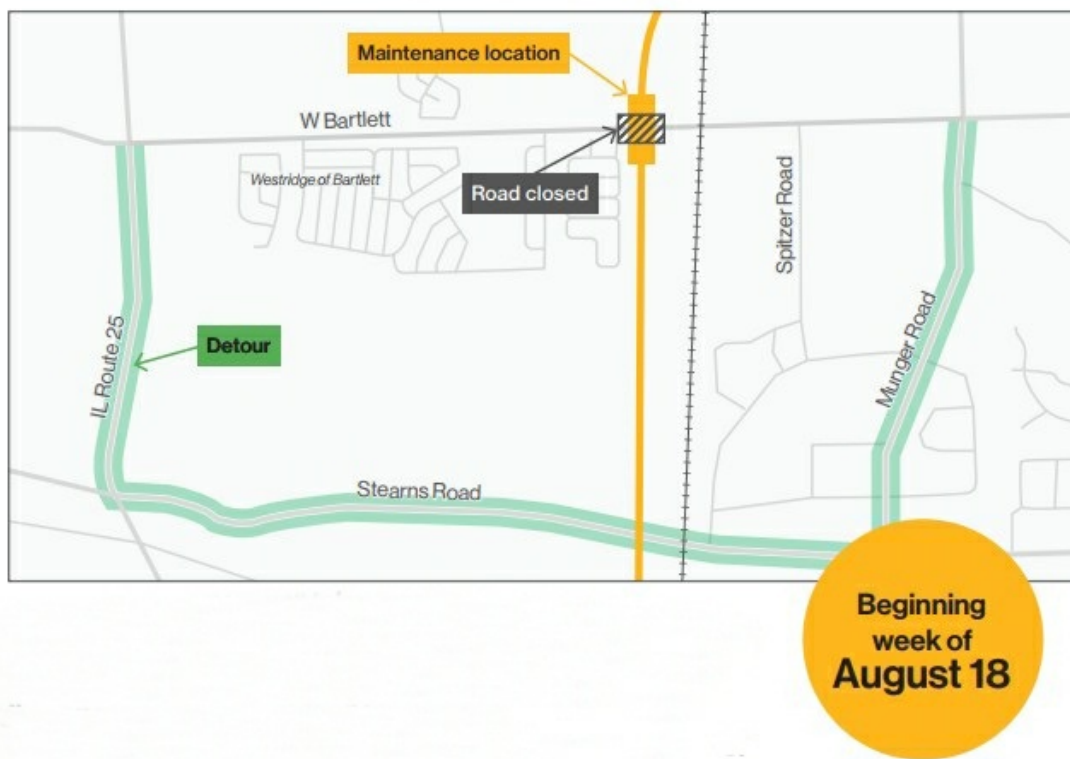 Maintenance location
W Bartlett
Westridge of Bartlett
Road closed
Spitzer Road
IL Route 25
Detour
Munger Road
Stearns Road
Beginning
week of
August 18